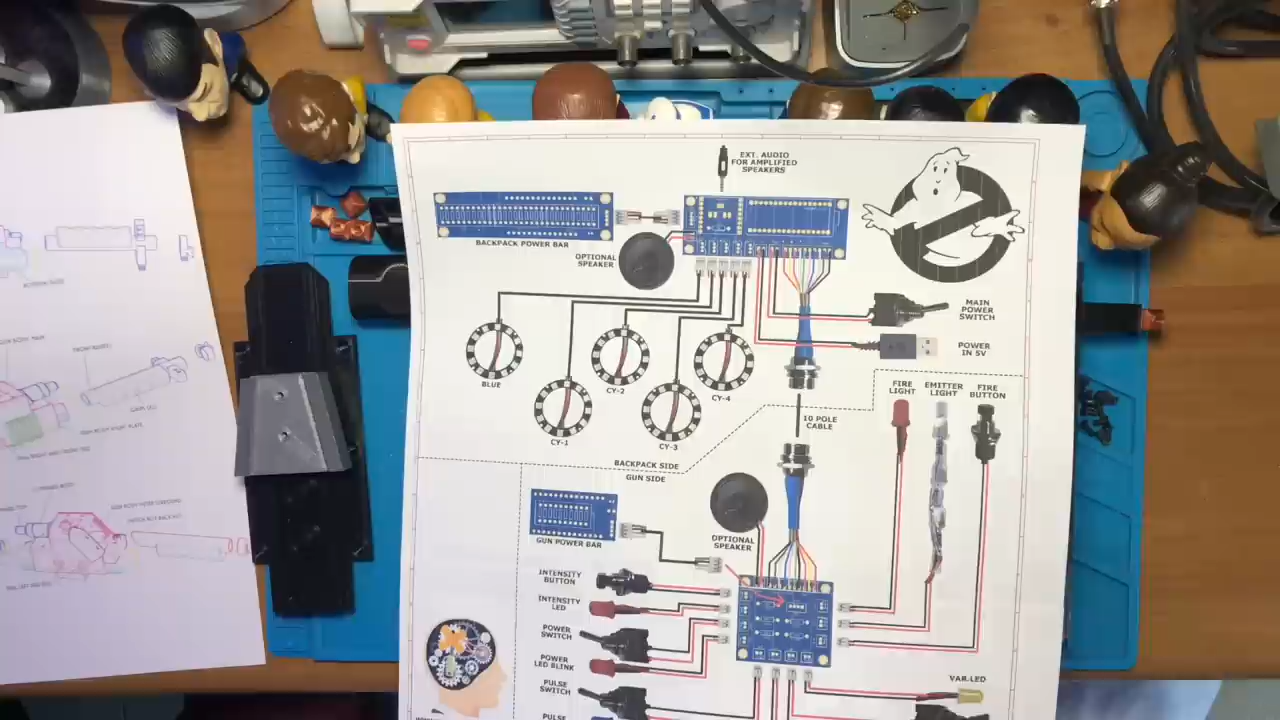 EXT. AUDIO
FOR AMPLIFIED
SPEAKERS
BACKPACK POWER BAR
OPTIONAL
SPEAKER
MAIN
POWER
SWITCH
POWER
IN 5V
BLUE
CY-2
CY-4
CY-1
CY-3
FIRE
LIGHT
EMITTER
LIGHT
FIRE
BUTTON
10 POLE
CABLE
BACKPACK SIDE
GUN SIDE
GUN POWER BAR
OPTIONAL
SPEAKER
INTENSITY
BUTTON
INTENSITY
LED
POWER
SWITCH
POWER
LED BLINK
PULSE
SWITCH
PULSE
VAR.LED